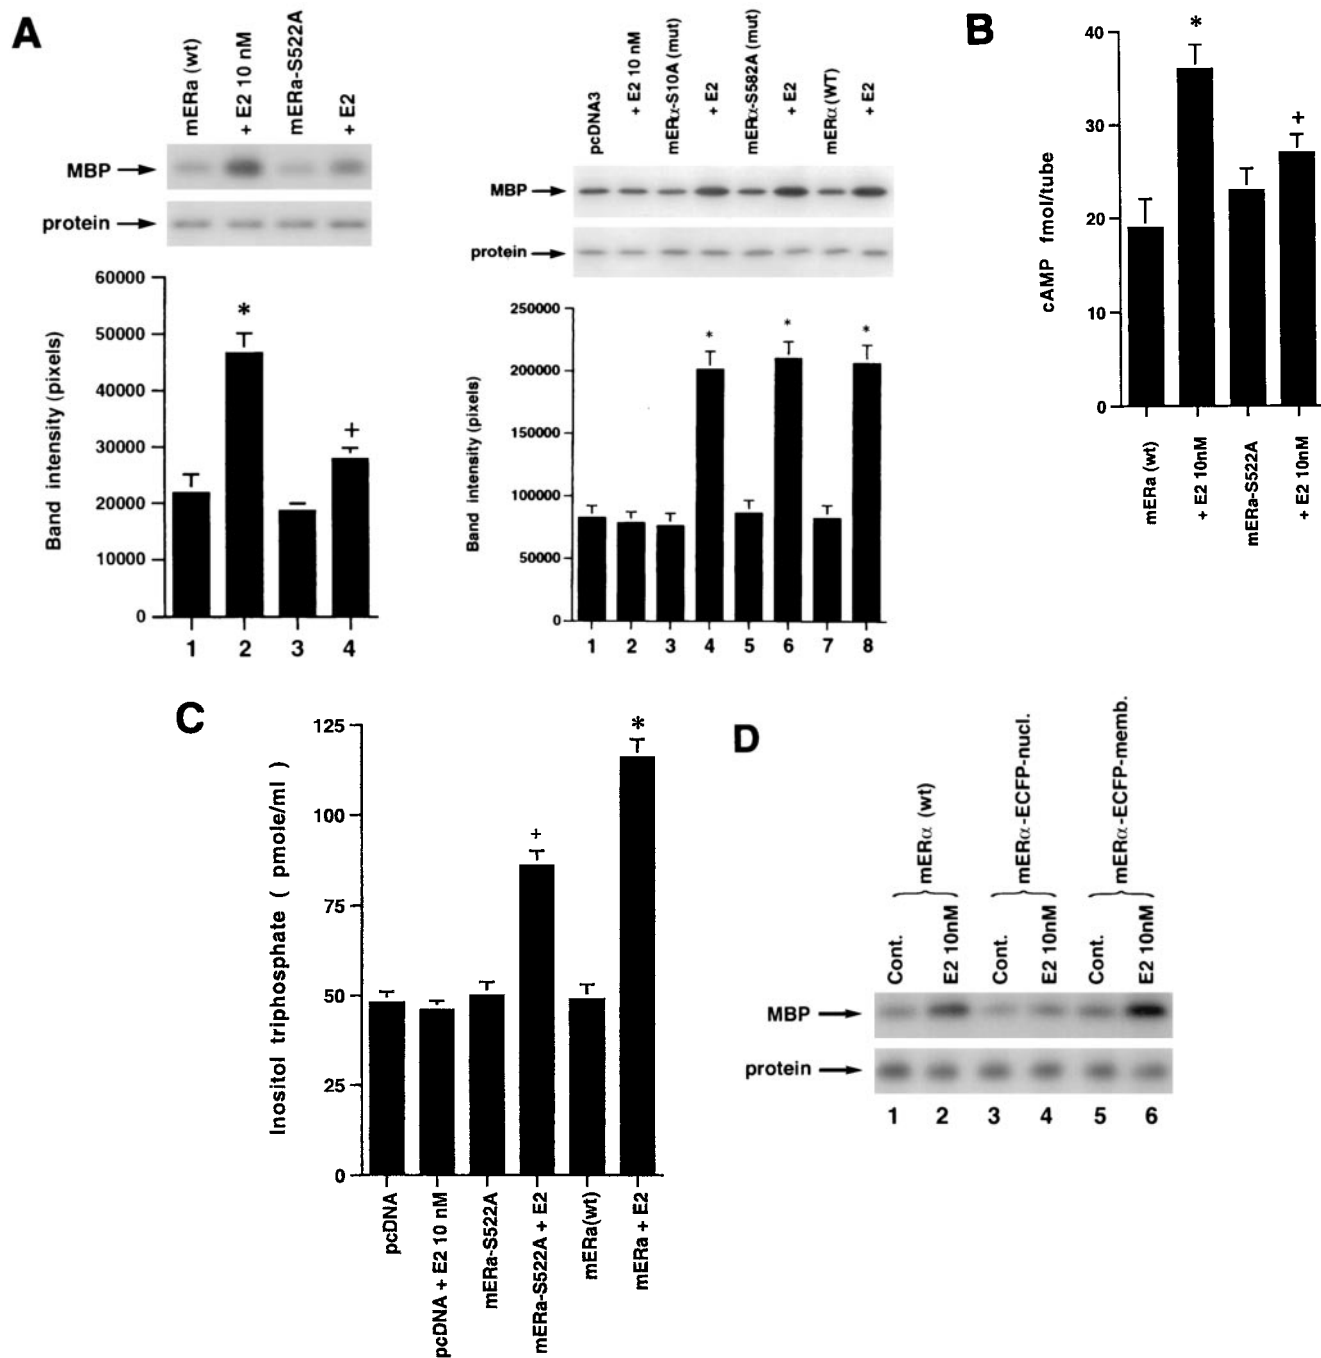 A
mERa (wt)
+ E2 10 nM
mERa-S522A
+ E2
MBP
protein
60000
50000
40000
30000
20000
10000
0
Band intensity (pixels)
*
+
1 2 3 4
pcDNA3
+ E2 10 nM
mERα-S10A (mut)
+ E2
mERα-S582A (mut)
+ E2
mERα (WT)
+ E2
MBP
protein
250000
200000
150000
100000
50000
0
Band intensity (pixels)
* * *
1 2 3 4 5 6 7 8
B
40
30
20
10
0
cAMP fmol/tube
*
+
mERa (wt)
+ E2 10nM
mERa-S522A
+ E2 10nM
C
125
100
75
50
25
0
Inositol triphosphate ( pmole/ml )
+
*
pcDNA
pcDNA + E2 10 nM
mERa-S522A
mERa-S522A + E2
mERa(wt)
mERa + E2
D
mERα (wt)
mERα-ECFP-nucl.
mERα-ECFP-memb.
Cont.
E2 10nM
Cont.
E2 10nM
Cont.
E2 10nM
MBP
protein
1 2 3 4 5 6